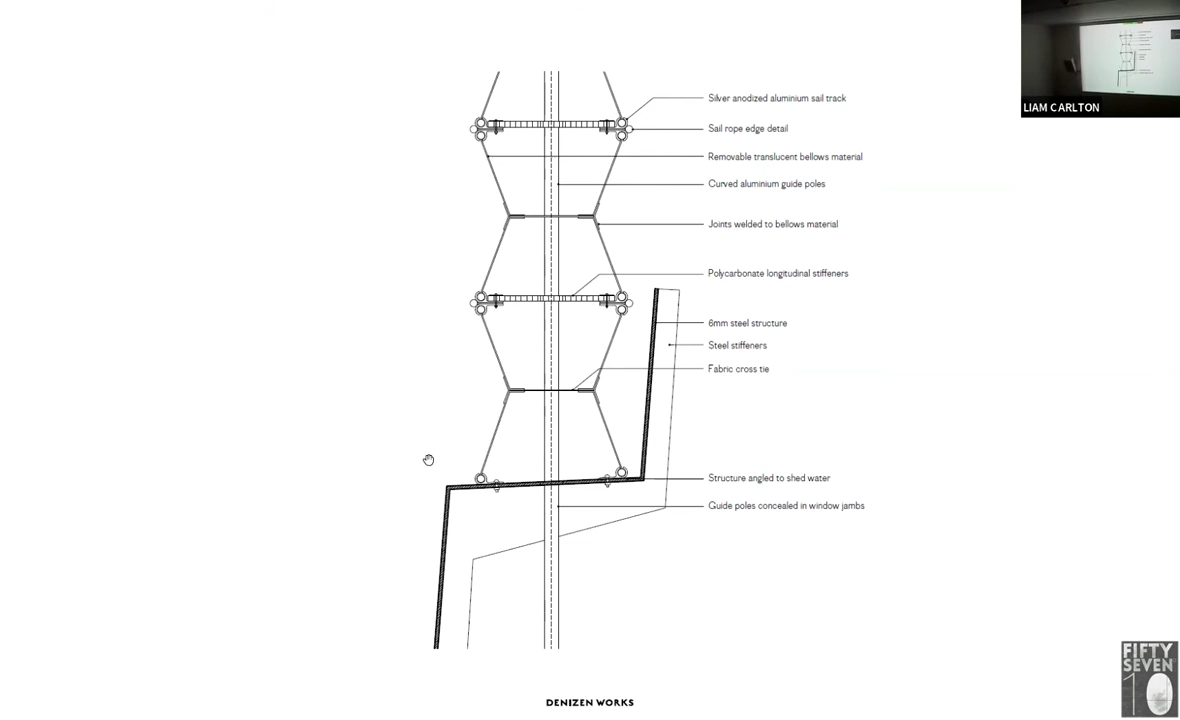 LIAM CARLTON
Silver anodized aluminium sail track
Sail rope edge detail
Removable translucent bellows material
Curved aluminium guide poles
Joints welded to bellows material
Polycarbonate longitudinal stiffeners
6mm steel structure
Steel stiffeners
Fabric cross tie
Structure angled to shed water
Guide poles concealed in window jambs
DENIZEN WORKS
FIFTY
SEVEN
10